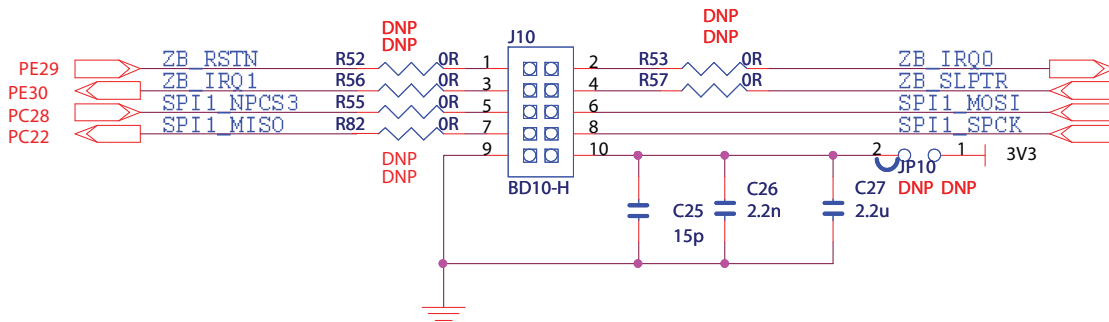 DNP
DNP
DNP
DNP
J10
PE29 ZB_RSTN R52 0R 1 2 R53 0R ZB_IRQ0
PE30 ZB_IRQ1 R56 0R 3 4 R57 0R ZB_SLPTR
PC28 SPI1_NPCS3 R55 0R 5 6 SPI1_MOSI
PC22 SPI1_MISO R82 0R 7 8 SPI1_SPCK
9 10 2 1 3V3
DNP
DNP
JP10
BD10-H
DNP DNP
C25
15p
C26
2.2n
C27
2.2u